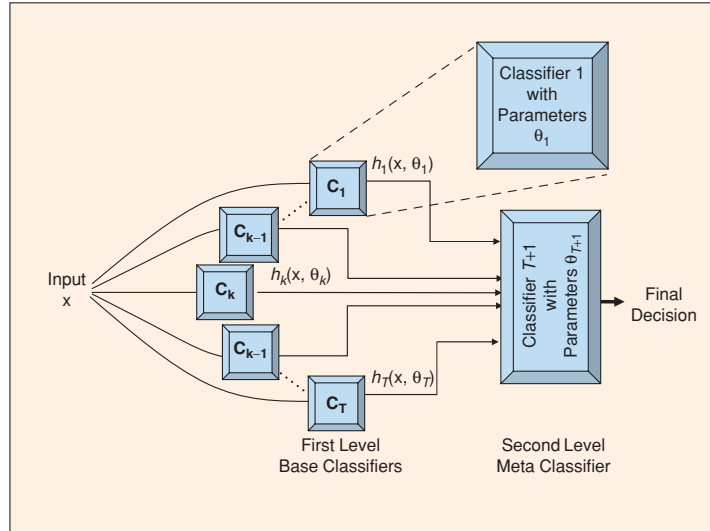 Classifier 1
with
Parameters
θ1
h1(x, θ1)
C1
Ck–1
Input
x
hk(x, θk)
Ck
Ck–1
hT(x, θT)
CT
Classifier T+1
with
Parameters θT+1
Final
Decision
First Level
Base Classifiers
Second Level
Meta Classifier